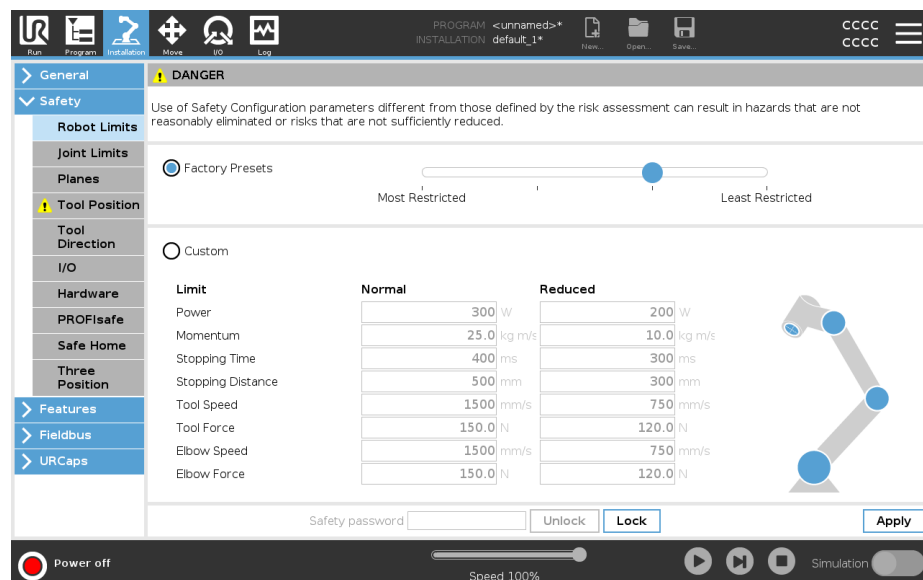 PROGRAM <unnamed>*
INSTALLATION default_1*
CCCC
CCCC
Run Program Installation Move I/O Log New... Open... Save...
General
Safety
Robot Limits
Joint Limits
Planes
Tool Position
Tool
Direction
I/O
Hardware
PROFIsafe
Safe Home
Three
Position
Features
Fieldbus
URCaps
DANGER
Use of Safety Configuration parameters different from those defined by the risk assessment can result in hazards that are not
reasonably eliminated or risks that are not sufficiently reduced.
Factory Presets
Most Restricted Least Restricted
Custom
Limit Normal Reduced
Power 300 W 200 W
Momentum 25.0 kg m/s 10.0 kg m/s
Stopping Time 400 ms 300 ms
Stopping Distance 500 mm 300 mm
Tool Speed 1500 mm/s 750 mm/s
Tool Force 150.0 N 120.0 N
Elbow Speed 1500 mm/s 750 mm/s
Elbow Force 150.0 N 120.0 N
Safety password Unlock Lock Apply
Power off Speed 100% Simulation